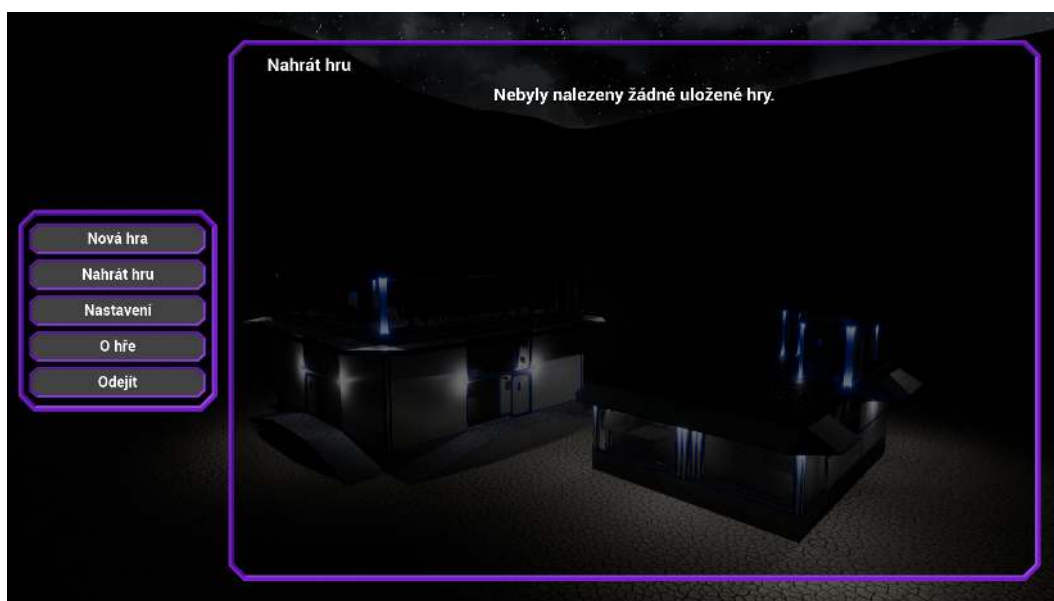 Nahrát hru
Nebyly nalezeny žádné uložené hry.
Nová hra
Nahrát hru
Nastavení
O hře
Odejít